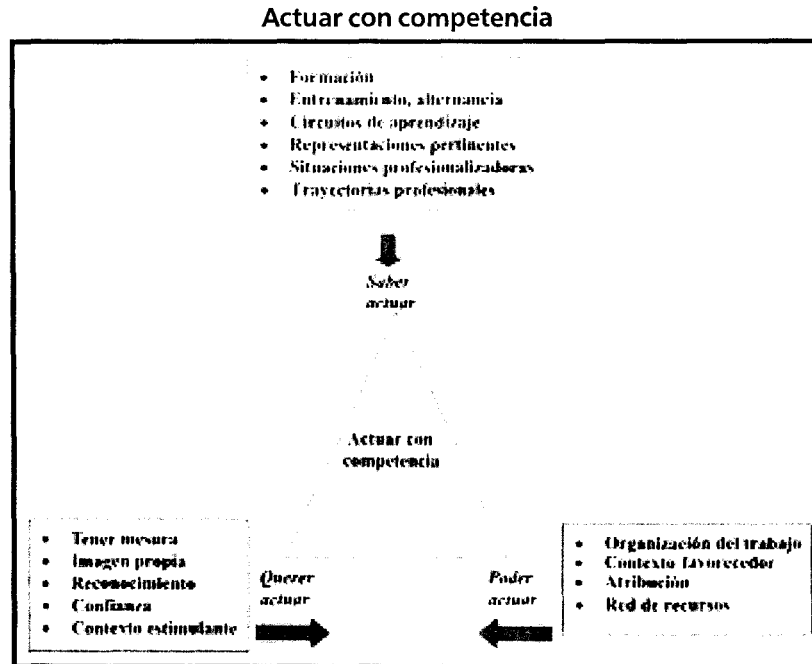 Actuar con competencia
• Formación
• Entrenamiento, alternancia
• Circuitos de aprendizaje
• Representaciones pertinentes
• Situaciones profesionalizadoras
• Trayectorias profesionales
Saber
actuar
Actuar con
competencia
• Tener mesura
• Imagen propia
• Reconocimiento
• Confianza
• Contexto estimulante
Querer
actuar
Poder
actuar
• Organización del trabajo
• Contexto favorecedor
• Atribución
• Red de recursos